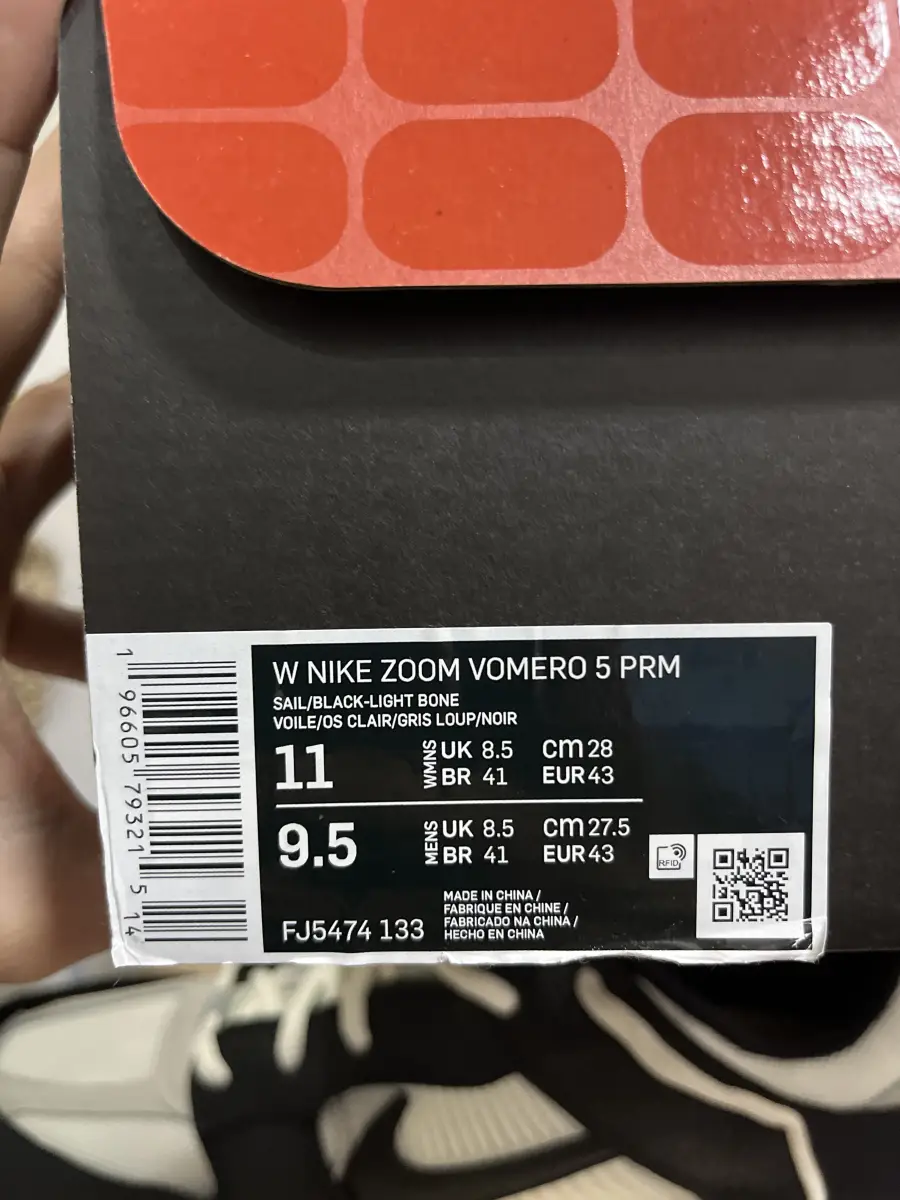 W NIKE ZOOM VOMERO 5 PRM
SAIL/BLACK-LIGHT BONE
VOILE/OS CLAIR/GRIS LOUP/NOIR
11 WMNS UK 8.5 cm 28
BR 41 EUR 43
9.5 MENS UK 8.5 cm 27.5
BR 41 EUR 43
RFID
FJ5474 133
MADE IN CHINA /
FABRIQUE EN CHINE /
FABRICADO NA CHINA /
HECHO EN CHINA
1 96605 79321 5 14